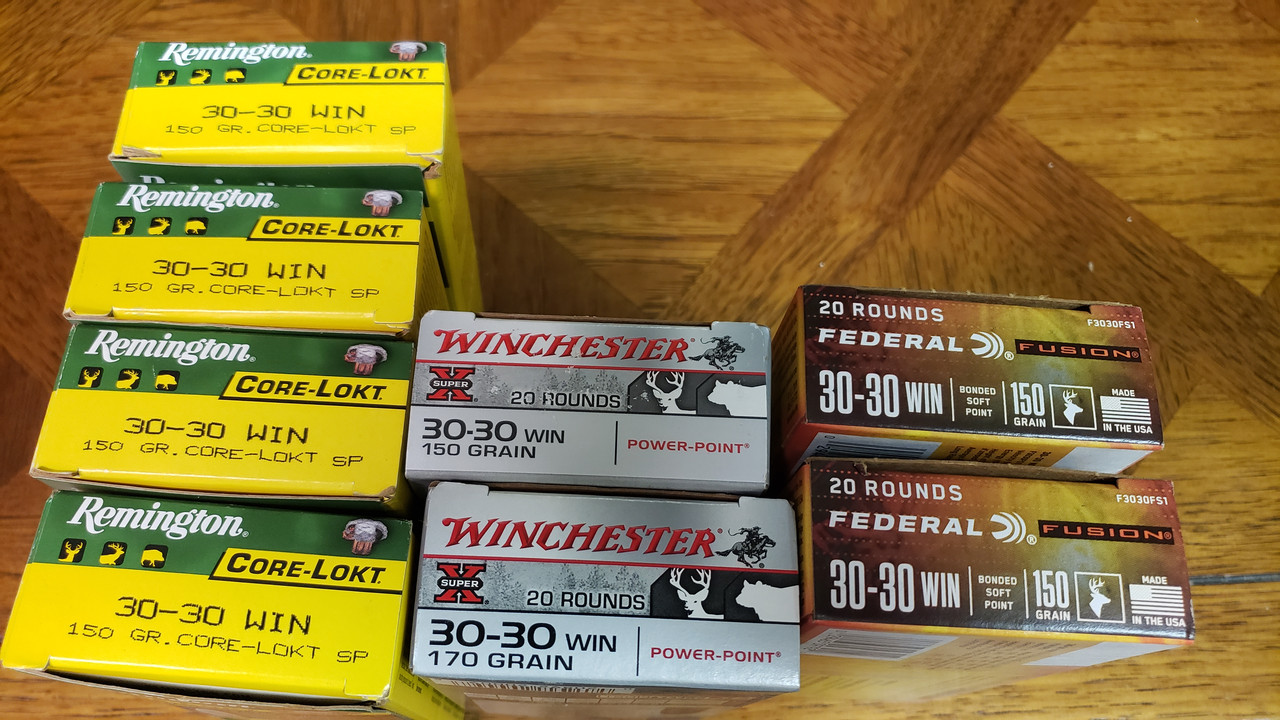 Remington
CORE-LOKT
30-30 WIN
150 GR. CORE-LOKT SP
Remington
Remington
CORE-LOKT
30-30 WIN
150 GR. CORE-LOKT SP
Remington
CORE-LOKT
30-30 WIN
150 GR. CORE-LOKT SP
Remington
CORE-LOKT
30-30 WIN
150 GR. CORE-LOKT SP
WINCHESTER
X SUPER
20 ROUNDS
30-30 WIN
150 GRAIN
POWER-POINT®
WINCHESTER
X SUPER
20 ROUNDS
30-30 WIN
170 GRAIN
POWER-POINT®
20 ROUNDS
F3030FS1
FEDERAL® FUSION®
30-30 WIN
BONDED
SOFT
POINT
150
GRAIN
MADE
IN THE USA
20 ROUNDS
F3030FS1
FEDERAL® FUSION®
30-30 WIN
BONDED
SOFT
POINT
150
GRAIN
MADE
IN THE USA